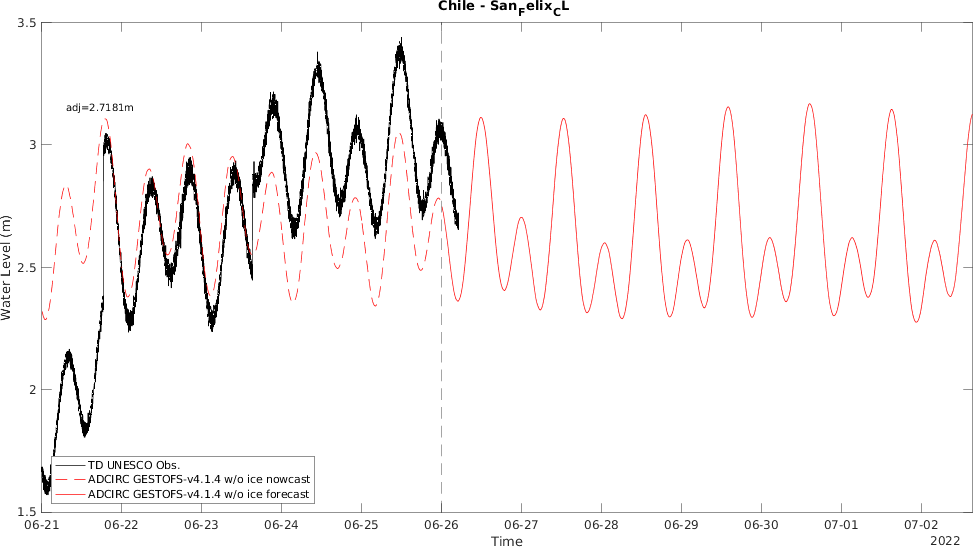 Chile - SanFelixCL
3.5
adj=2.7181m
3
Water Level (m)
2.5
2
TD UNESCO Obs.
ADCIRC GESTOFS-v4.1.4 w/o ice nowcast
ADCIRC GESTOFS-v4.1.4 w/o ice forecast
1.5
06-21 06-22 06-23 06-24 06-25 06-26 06-27 06-28 06-29 06-30 07-01 07-02
Time
2022